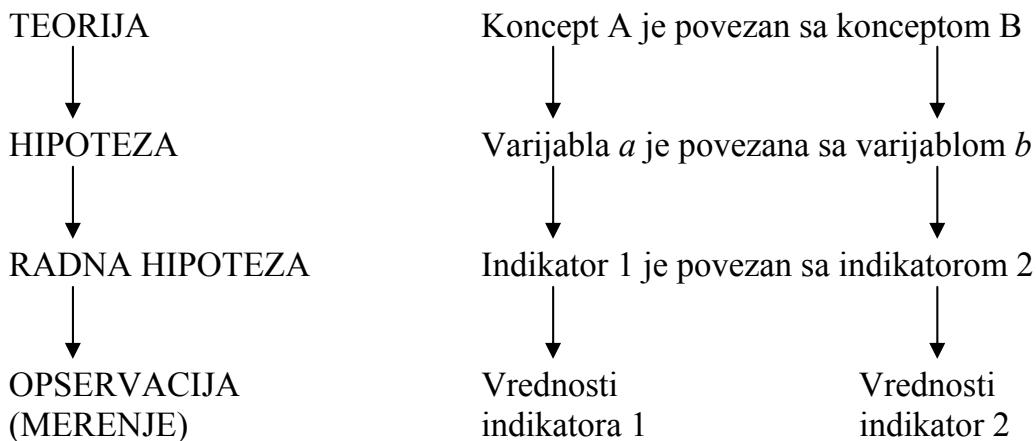 TEORIJA Koncept A je povezan sa konceptom B
HIPOTEZA Varijabla a je povezana sa varijablom b
RADNA HIPOTEZA Indikator 1 je povezan sa indikatorom 2
OPSERVACIJA Vrednosti Vrednosti
(MERENJE) indikatora 1 indikator 2